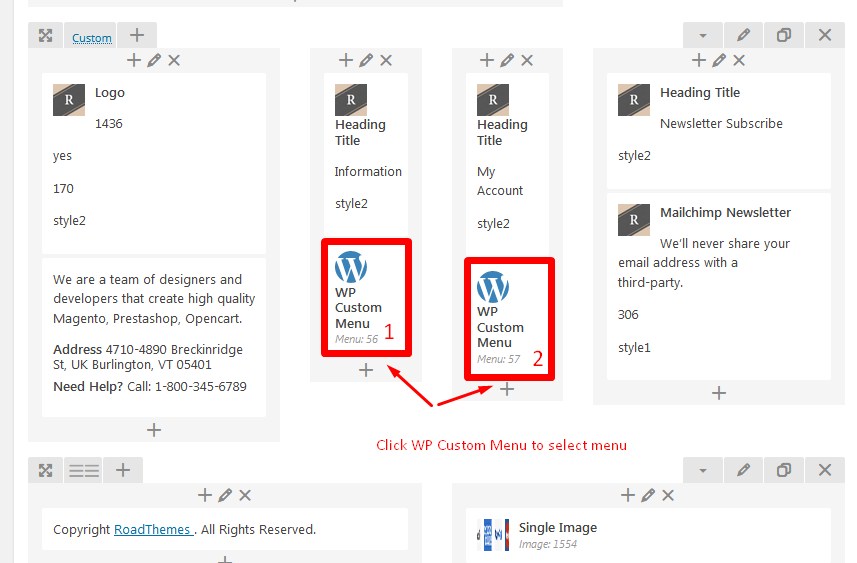 Custom
R
Logo
1436
yes
170
style2
We are a team of designers and
developers that create high quality
Magento, Prestashop, Opencart.
Address 4710-4890 Breckinridge
St, UK Burlington, VT 05401
Need Help? Call: 1-800-345-6789
R
Heading
Title
Information
style2
WP
Custom
Menu
Menu: 56
1
R
Heading
Title
My
Account
style2
WP
Custom
Menu
Menu: 57
2
R
Heading Title
Newsletter Subscribe
style2
R
Mailchimp Newsletter
We'll never share your
email address with a
third-party.
306
style1
Click WP Custom Menu to select menu
Copyright RoadThemes . All Rights Reserved.
Single Image
Image: 1554